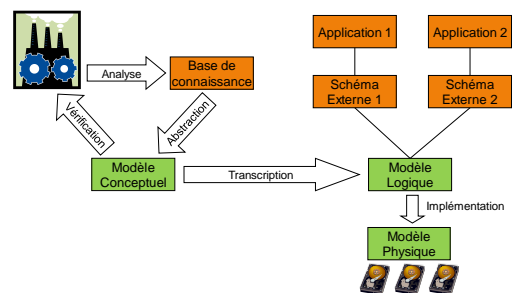 Application 1
Application 2
Analyse
Base de
connaissance
Schéma
Externe 1
Schéma
Externe 2
Vérification
Abstraction
Modèle
Conceptuel
Transcription
Modèle
Logique
Implémentation
Modèle
Physique